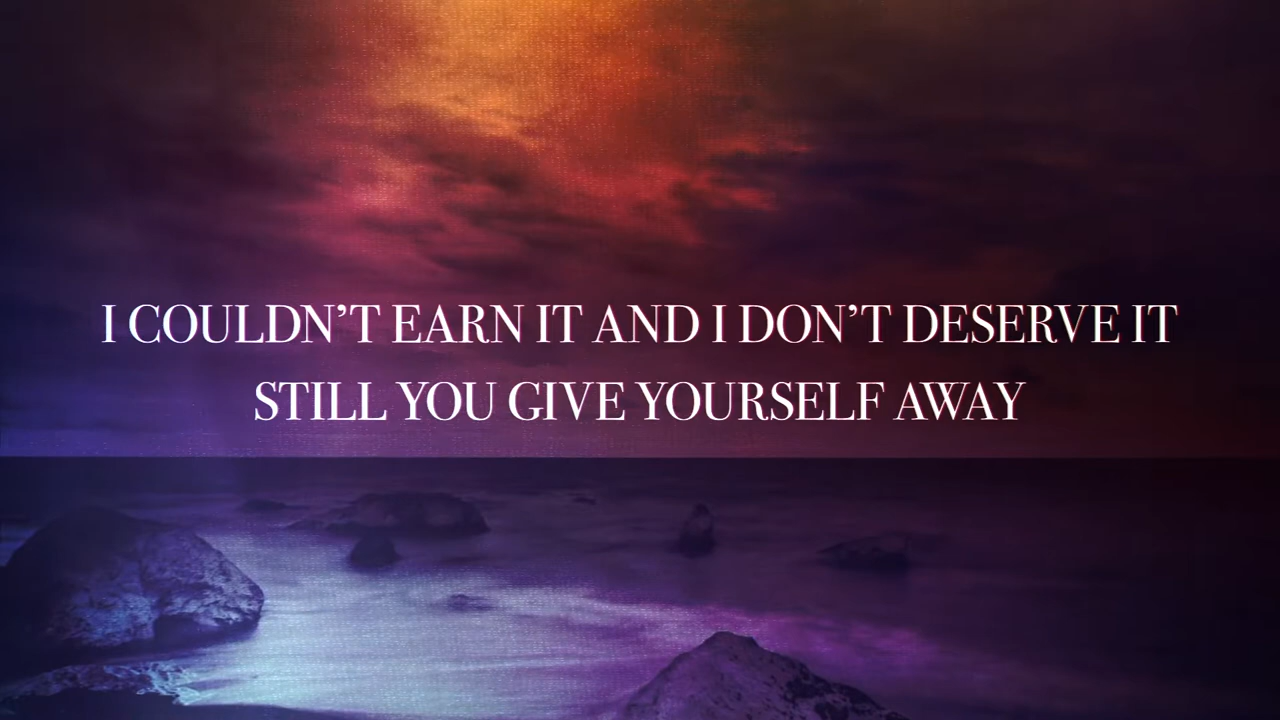 I COULDN’T EARN IT AND I DON’T DESERVE IT
STILL YOU GIVE YOURSELF AWAY